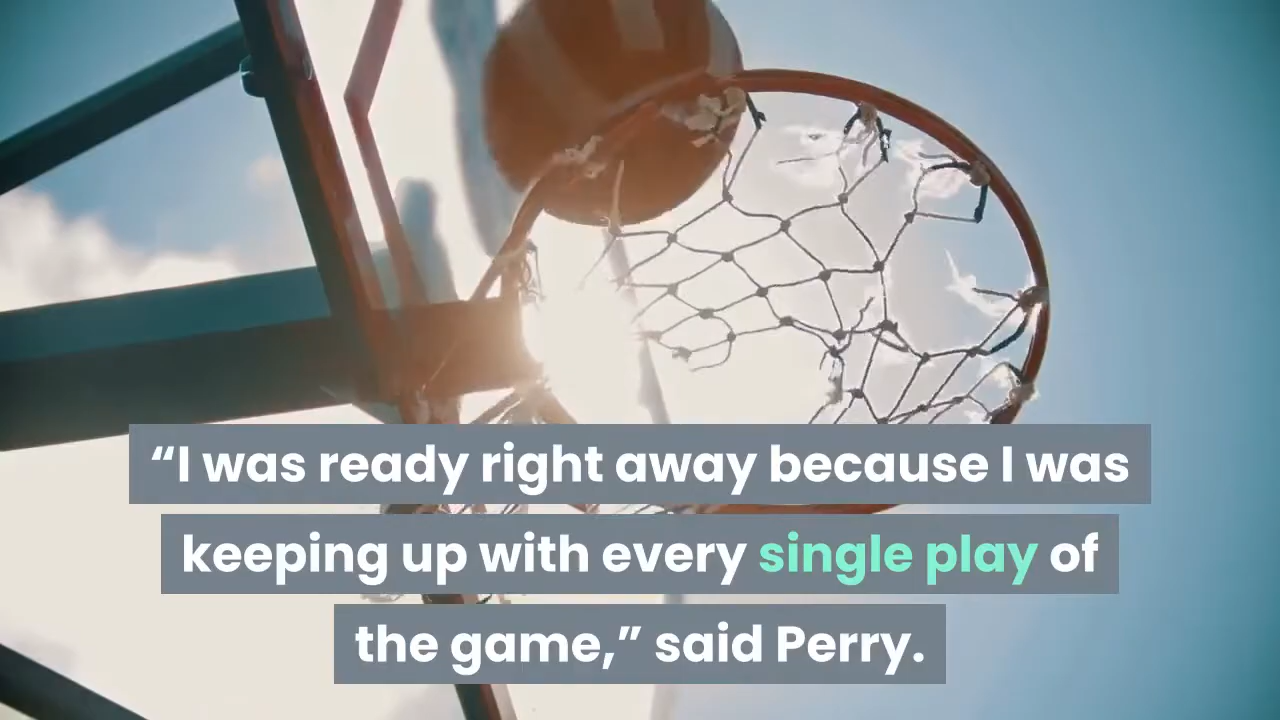 “I was ready right away because I was
keeping up with every single play of
the game,” said Perry.